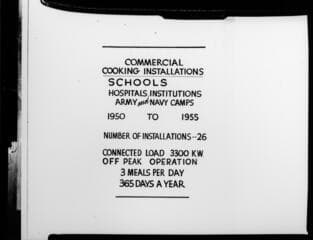 COMMERCIAL
COOKING INSTALLATIONS
SCHOOLS
HOSPITALS, INSTITUTIONS
ARMY and NAVY CAMPS
1950 TO 1955
NUMBER OF INSTALLATIONS--26
CONNECTED LOAD 3300 KW
OFF PEAK OPERATION
3 MEALS PER DAY
365 DAYS A YEAR